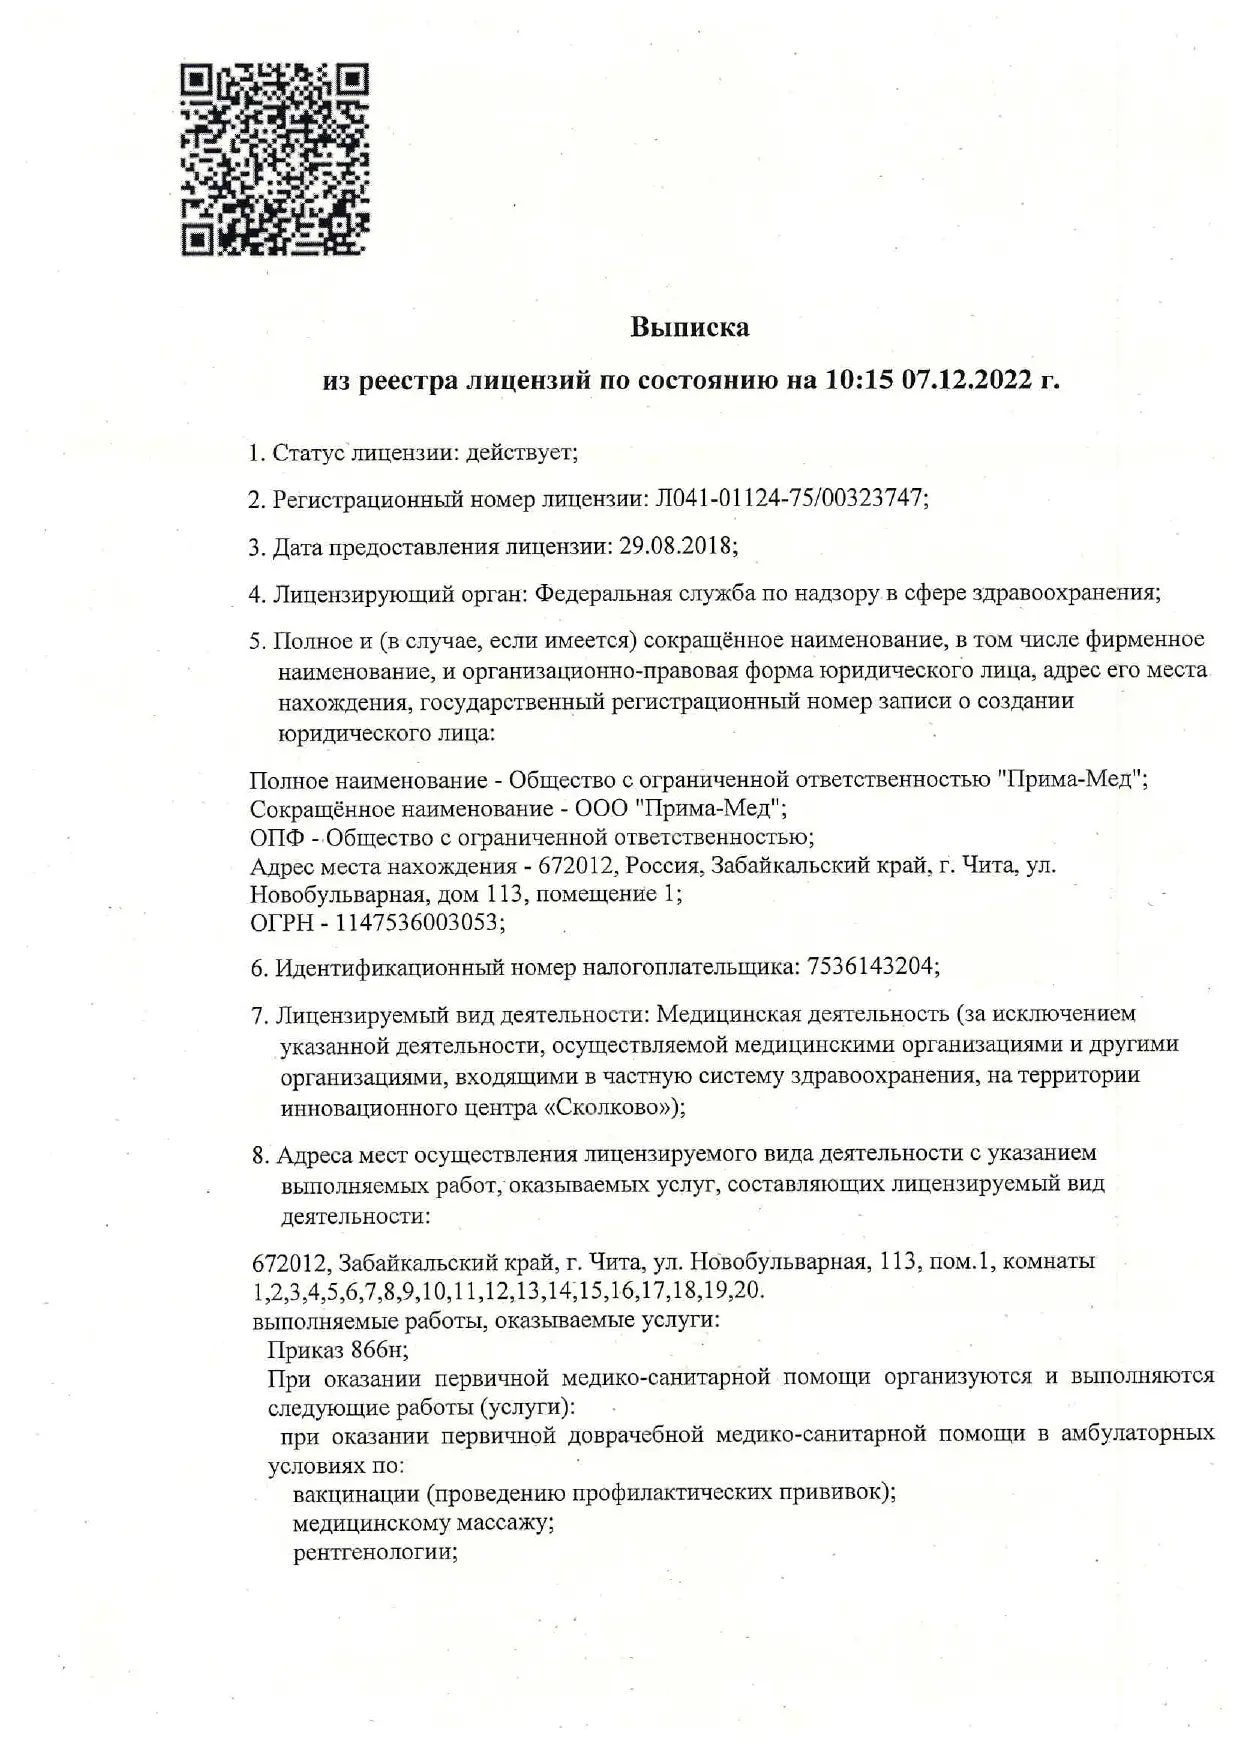 Выписка
из реестра лицензий по состоянию на 10:15 07.12.2022 г.
1. Статус лицензии: действует;
2. Регистрационный номер лицензии: Л041-01124-75/00323747;
3. Дата предоставления лицензии: 29.08.2018;
4. Лицензирующий орган: Федеральная служба по надзору в сфере здравоохранения;
5. Полное и (в случае, если имеется) сокращённое наименование, в том числе фирменное
наименование, и организационно-правовая форма юридического лица, адрес его места
нахождения, государственный регистрационный номер записи о создании
юридического лица:
Полное наименование - Общество с ограниченной ответственностью "Прима-Мед";
Сокращённое наименование - ООО "Прима-Мед";
ОПФ - Общество с ограниченной ответственностью;
Адрес места нахождения - 672012, Россия, Забайкальский край, г. Чита, ул.
Новобульварная, дом 113, помещение 1;
ОГРН - 1147536003053;
6. Идентификационный номер налогоплательщика: 7536143204;
7. Лицензируемый вид деятельности: Медицинская деятельность (за исключением
указанной деятельности, осуществляемой медицинскими организациями и другими
организациями, входящими в частную систему здравоохранения, на территории
инновационного центра «Сколково»);
8. Адреса мест осуществления лицензируемого вида деятельности с указанием
выполняемых работ, оказываемых услуг, составляющих лицензируемый вид
деятельности:
672012, Забайкальский край, г. Чита, ул. Новобульварная, 113, пом.1, комнаты
1,2,3,4,5,6,7,8,9,10,11,12,13,14,15,16,17,18,19,20.
выполняемые работы, оказываемые услуги:
Приказ 866н;
При оказании первичной медико-санитарной помощи организуются и выполняются
следующие работы (услуги):
при оказании первичной доврачебной медико-санитарной помощи в амбулаторных
условиях по:
вакцинации (проведению профилактических прививок);
медицинскому массажу;
рентгенологии;